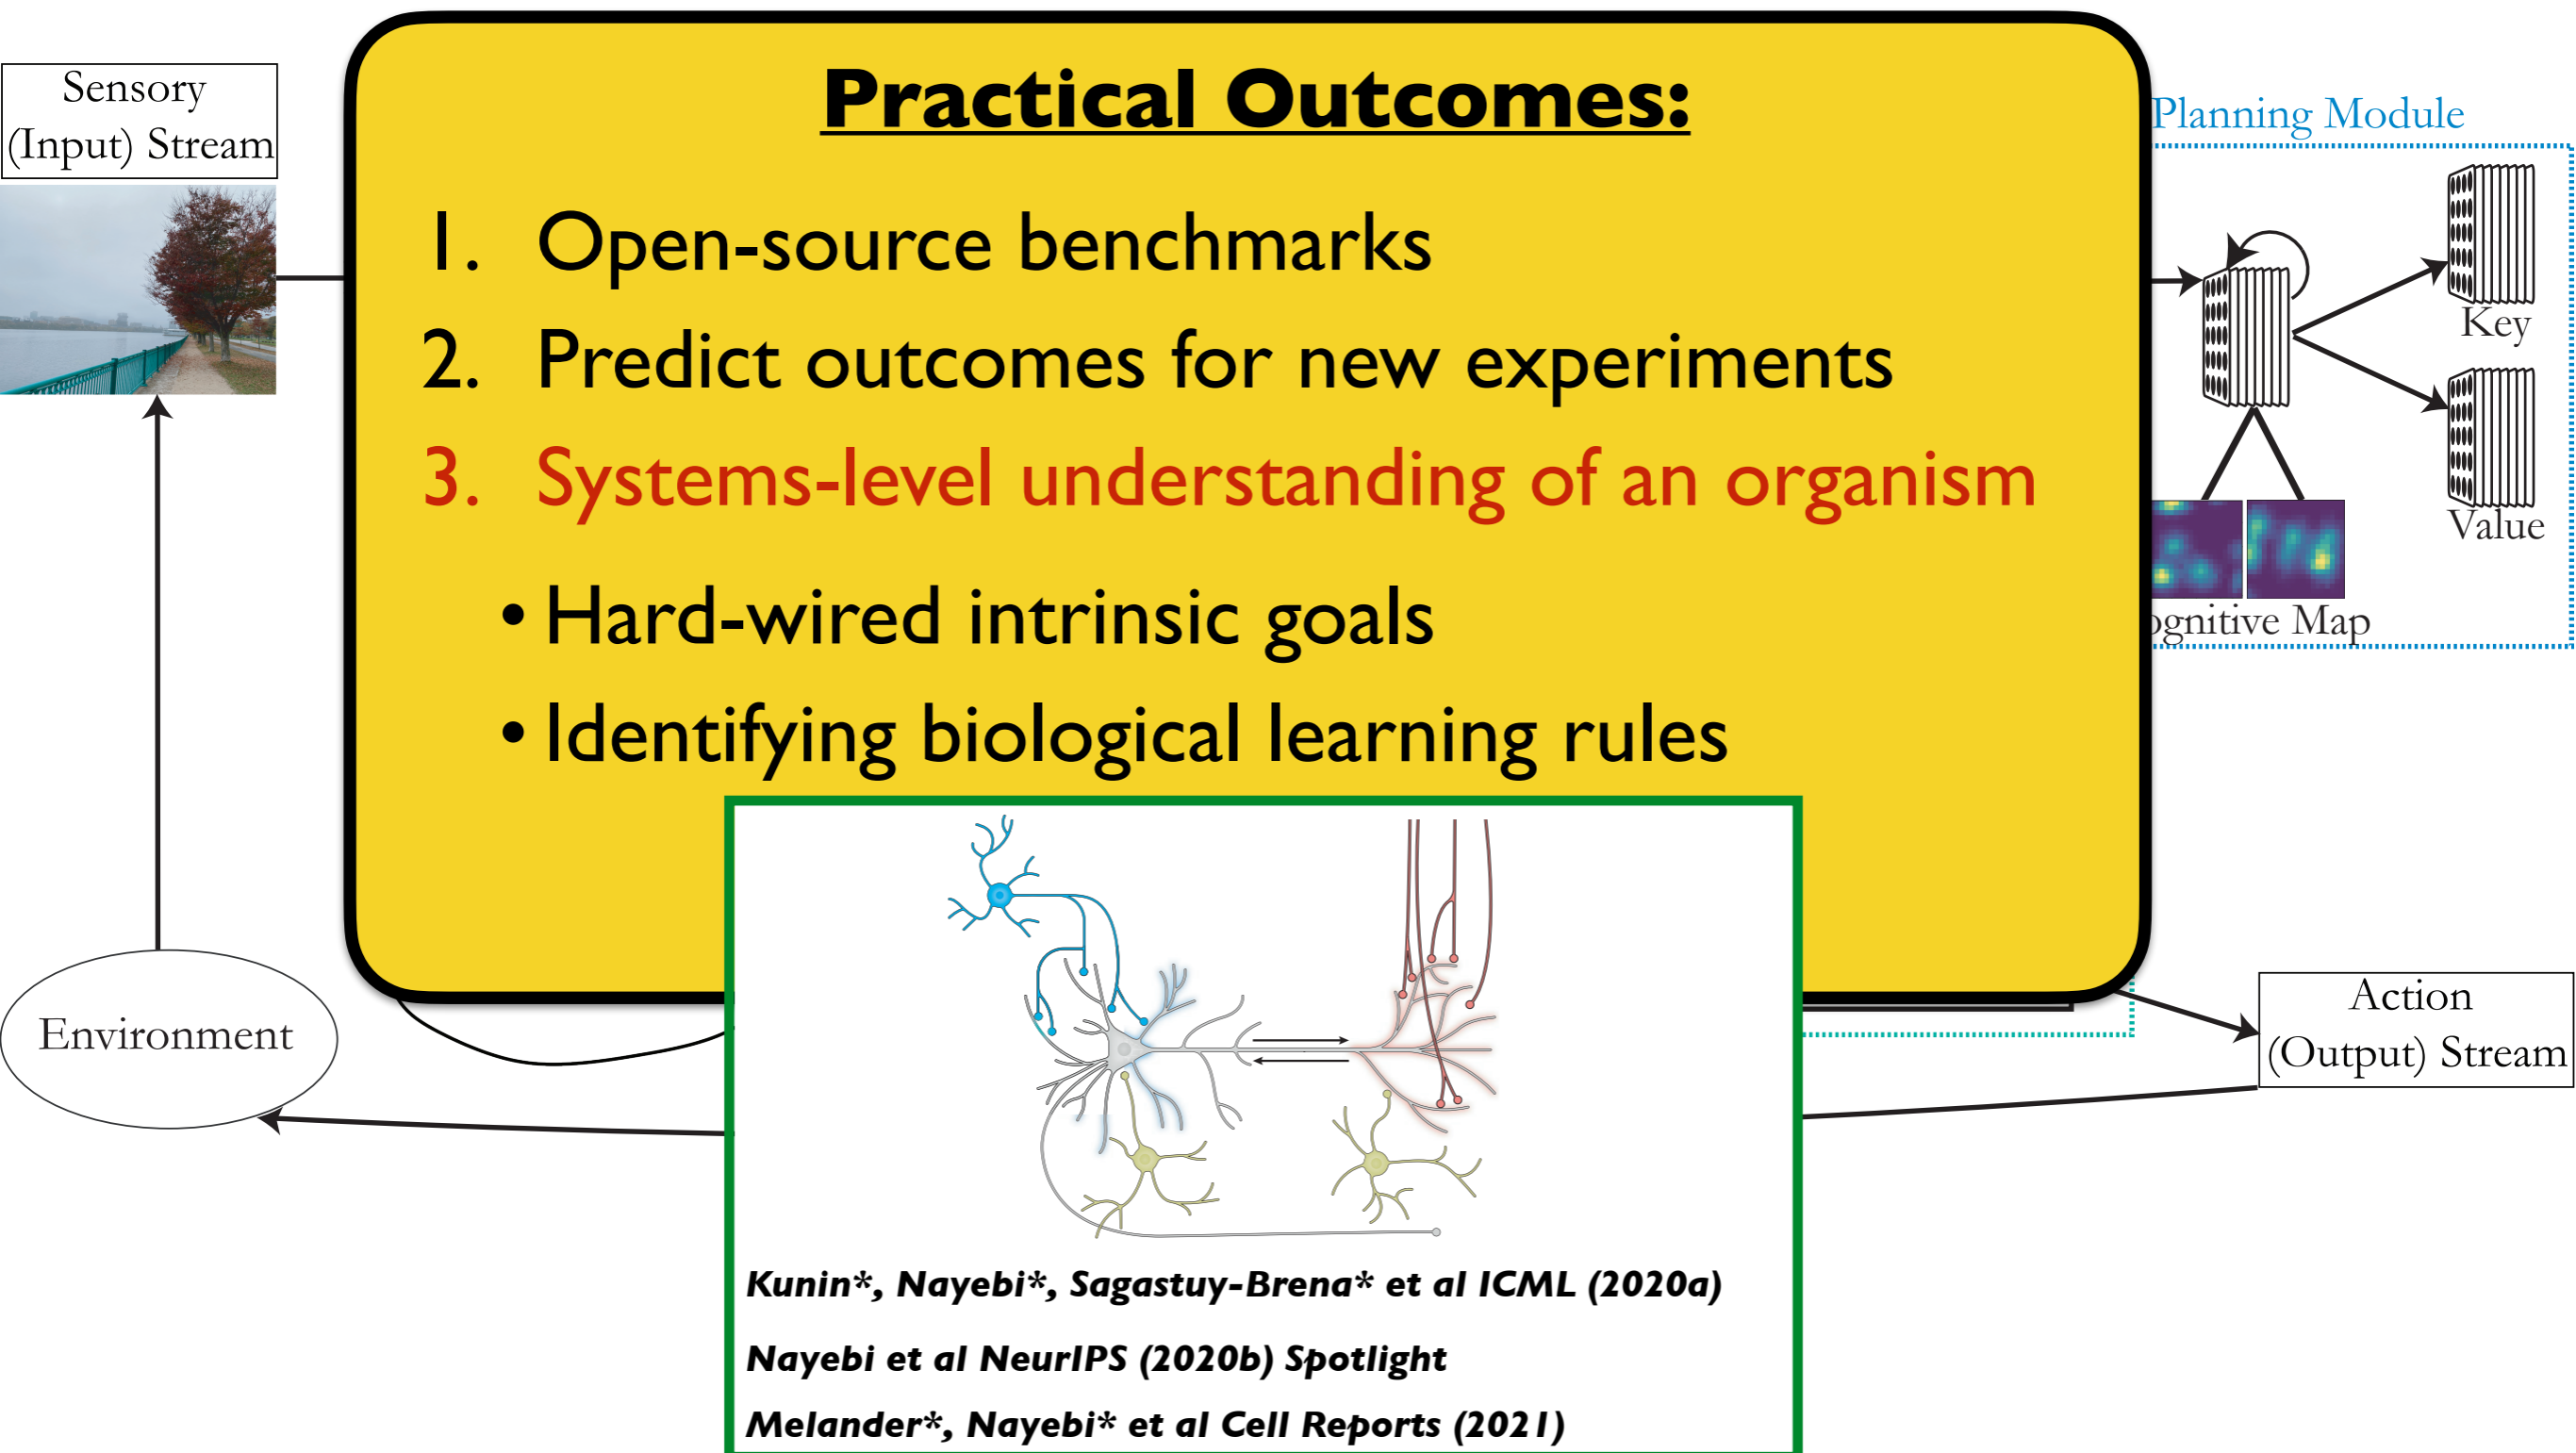 Sensory
(Input) Stream
Practical Outcomes:
1. Open-source benchmarks
2. Predict outcomes for new experiments
3. Systems-level understanding of an organism
• Hard-wired intrinsic goals
• Identifying biological learning rules
Planning Module
Key
Value
ognitive Map
Environment
Action
(Output) Stream
Kunin*, Nayebi*, Sagastuy-Brena* et al ICML (2020a)
Nayebi et al NeurIPS (2020b) Spotlight
Melander*, Nayebi* et al Cell Reports (2021)